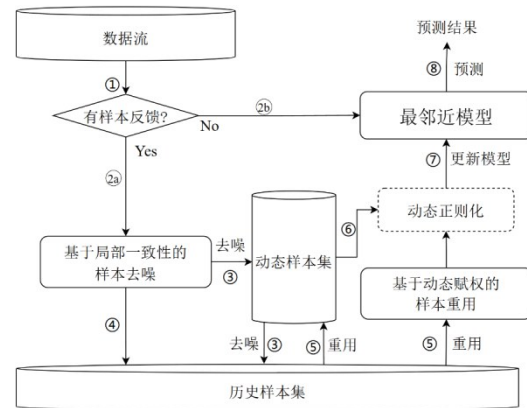 数据流
预测结果
①
⑧ 预测
有样本反馈?
2b
No
最邻近模型
Yes
⑦ 更新模型
2a
动态正则化
⑥
基于局部一致性的
样本去噪
去噪
③
动态样本集
基于动态赋权的
样本重用
④
去噪
③
⑤ 重用
⑤ 重用
历史样本集